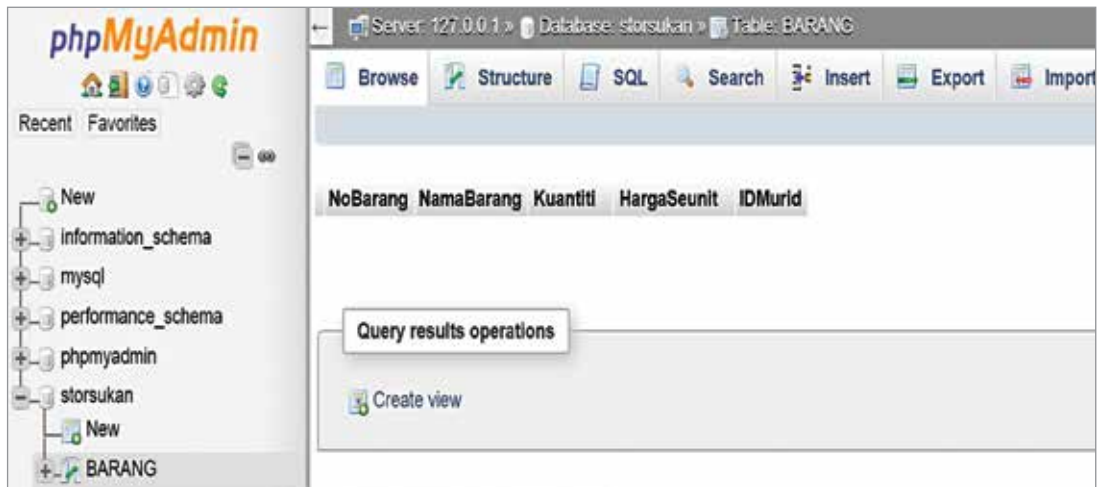 phpMyAdmin
Recent Favorites
New
information_schema
mysql
performance_schema
phpmyadmin
storsukan
New
BARANG
Server: 127.0.0.1 » Database: storsukan » Table: BARANG
Browse Structure SQL Search Insert Export Import
NoBarang NamaBarang Kuantiti HargaSeunit IDMurid
Query results operations
Create view